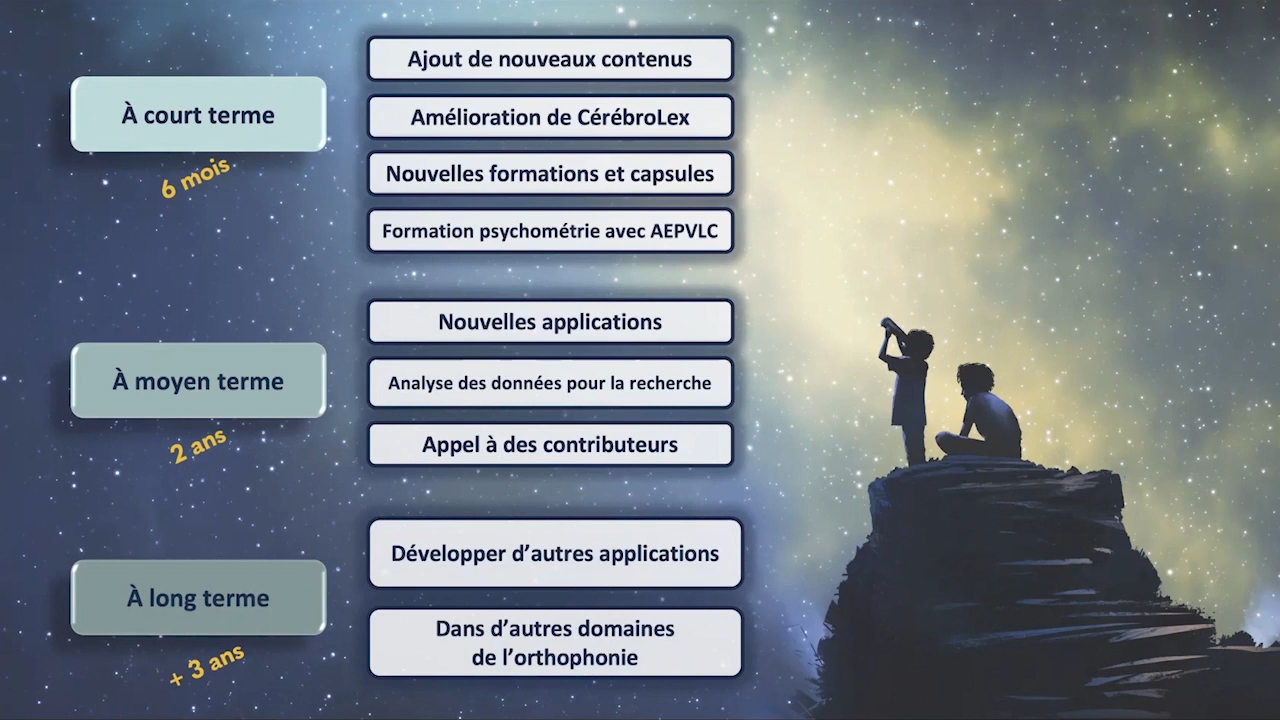 À court terme
6 mois
Ajout de nouveaux contenus
Amélioration de CérébroLex
Nouvelles formations et capsules
Formation psychométrie avec AEPVLC
À moyen terme
2 ans
Nouvelles applications
Analyse des données pour la recherche
Appel à des contributeurs
À long terme
+ 3 ans
Développer d’autres applications
Dans d’autres domaines
de l’orthophonie